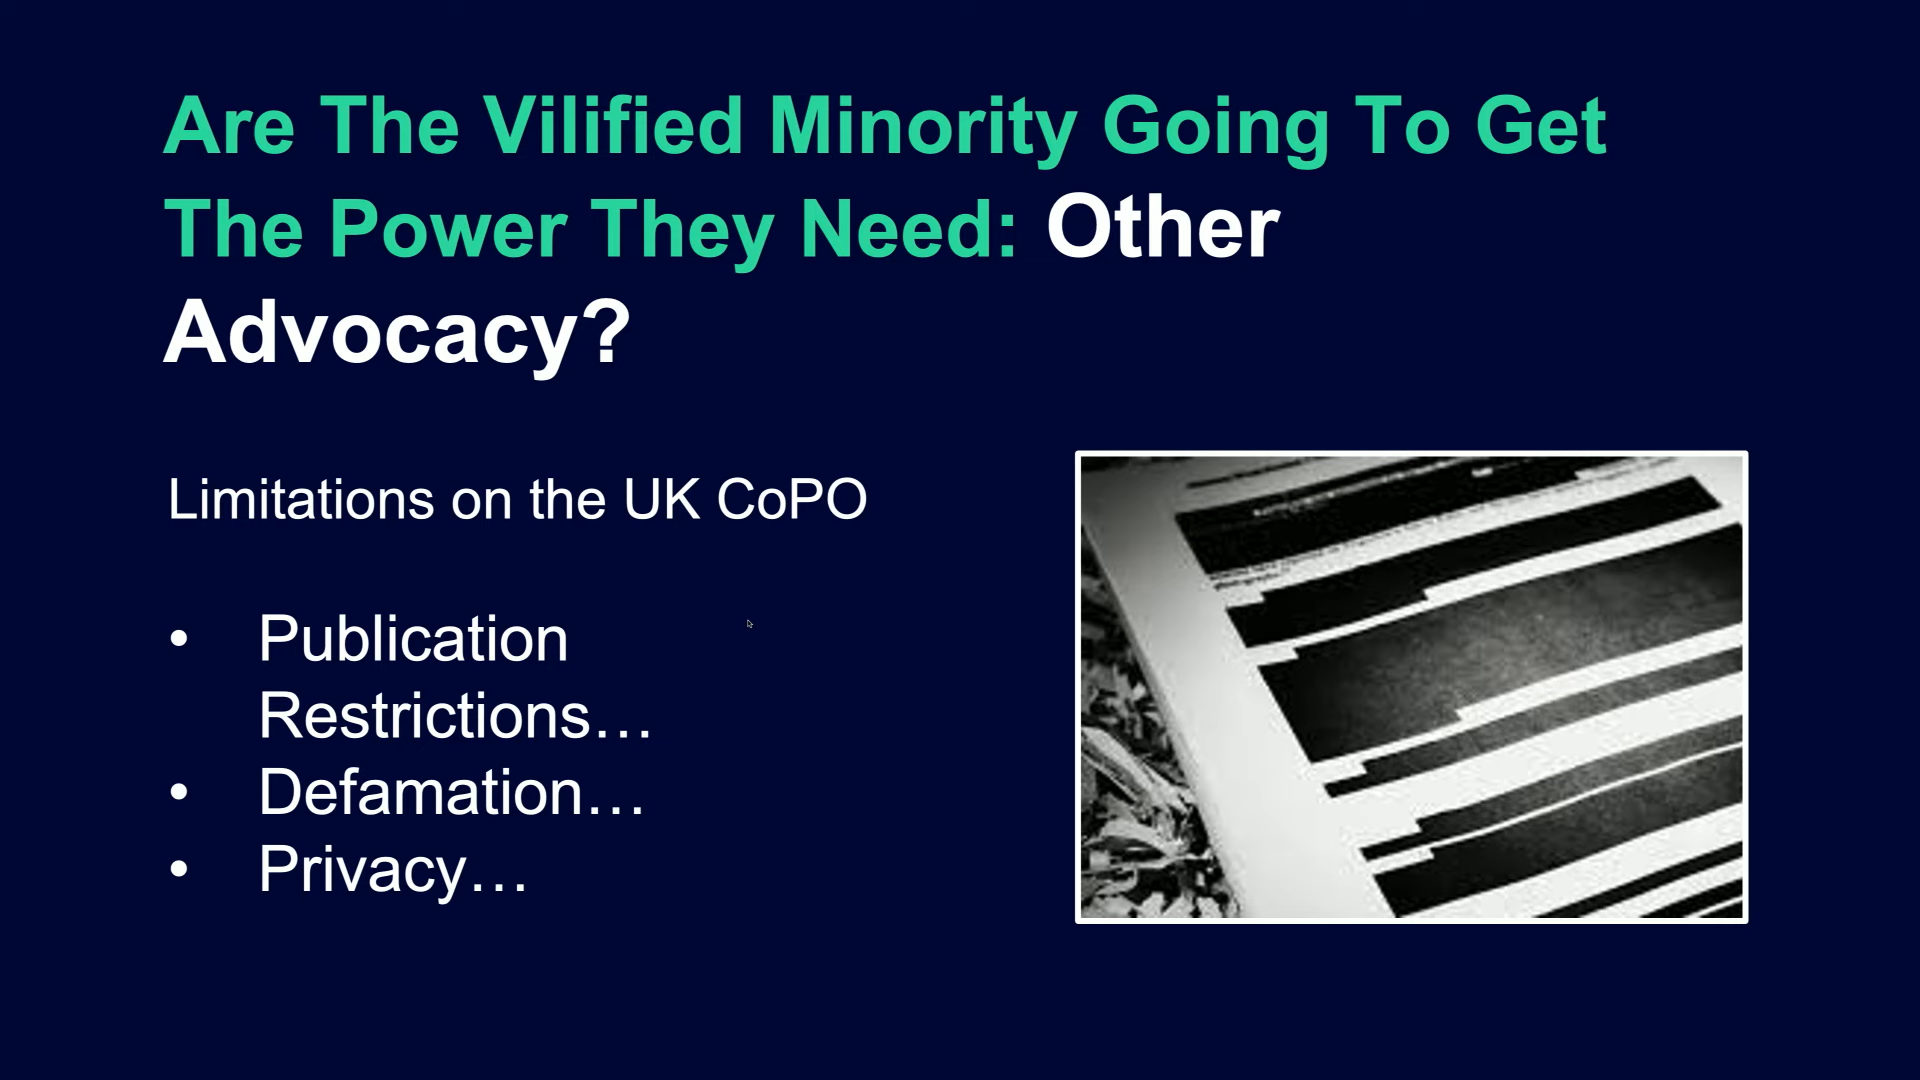 Are The Vilified Minority Going To Get
The Power They Need: Other
Advocacy?
Limitations on the UK CoPO
• Publication
Restrictions…
• Defamation…
• Privacy…